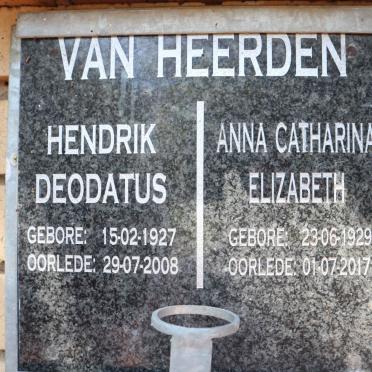 VAN HEERDEN
HENDRIK
DEODATUS
GEBORE: 15-02-1927
OORLEDE: 29-07-2008
ANNA CATHARINA
ELIZABETH
GEBORE: 23-06-1929
OORLEDE: 01-07-2017